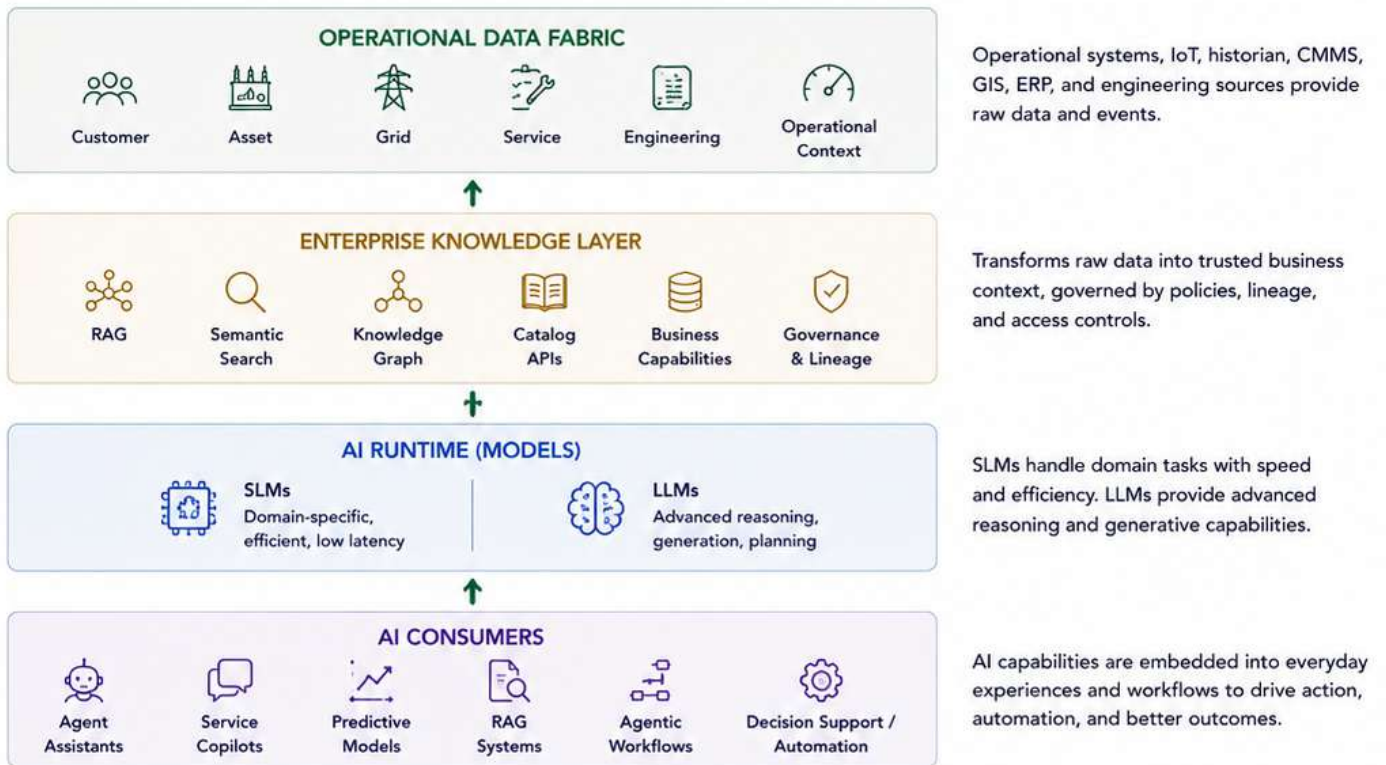 OPERATIONAL DATA FABRIC
Customer
Asset
Grid
Service
Engineering
Operational
Context
Operational systems, IoT, historian, CMMS,
GIS, ERP, and engineering sources provide
raw data and events.
ENTERPRISE KNOWLEDGE LAYER
RAG
Semantic
Search
Knowledge
Graph
Catalog
APIs
Business
Capabilities
Governance
& Lineage
Transforms raw data into trusted business
context, governed by policies, lineage,
and access controls.
AI RUNTIME (MODELS)
SLMs
Domain-specific,
efficient, low latency
LLMs
Advanced reasoning,
generation, planning
SLMs handle domain tasks with speed
and efficiency. LLMs provide advanced
reasoning and generative capabilities.
AI CONSUMERS
Agent
Assistants
Service
Copilots
Predictive
Models
RAG
Systems
Agentic
Workflows
Decision Support /
Automation
AI capabilities are embedded into everyday
experiences and workflows to drive action,
automation, and better outcomes.